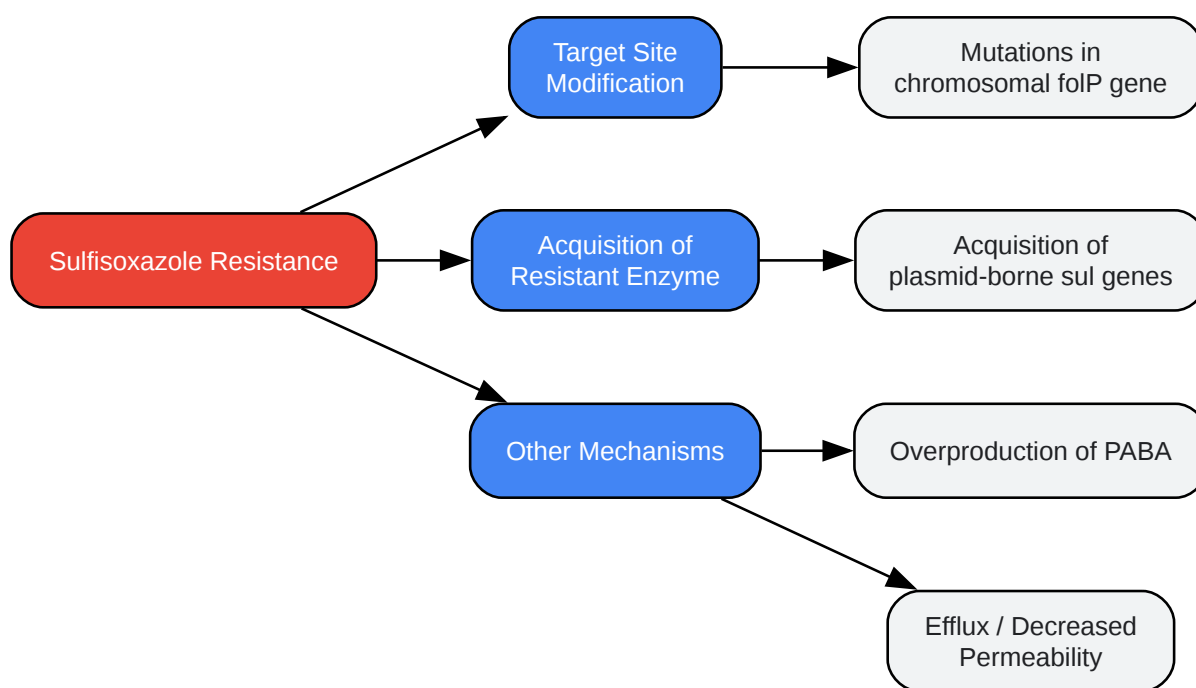 Target Site
Modification
Mutations in
chromosomal folP gene
Sulfisoxazole Resistance
Acquisition of
Resistant Enzyme
Acquisition of
plasmid-borne sul genes
Other Mechanisms
Overproduction of PABA
Efflux / Decreased
Permeability